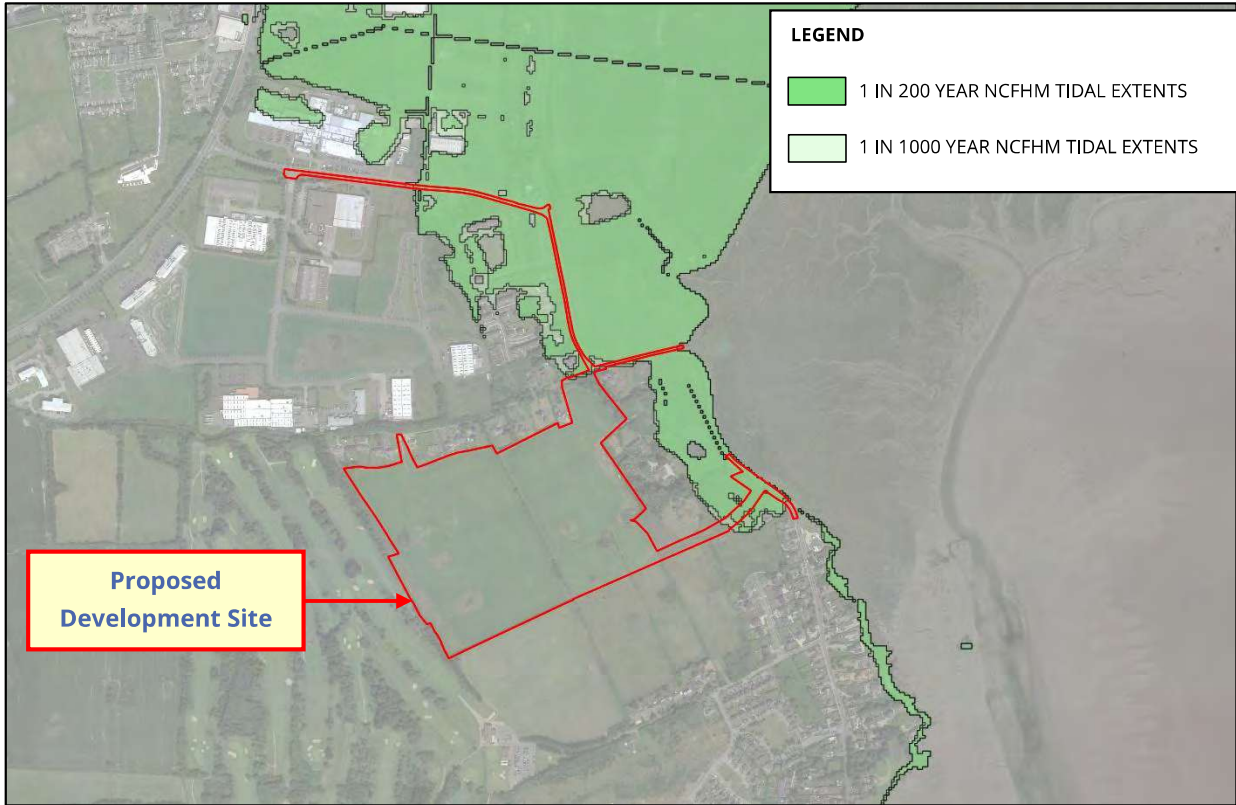 LEGEND
1 IN 200 YEAR NCFHM TIDAL EXTENTS
1 IN 1000 YEAR NCFHM TIDAL EXTENTS
Proposed
Development Site